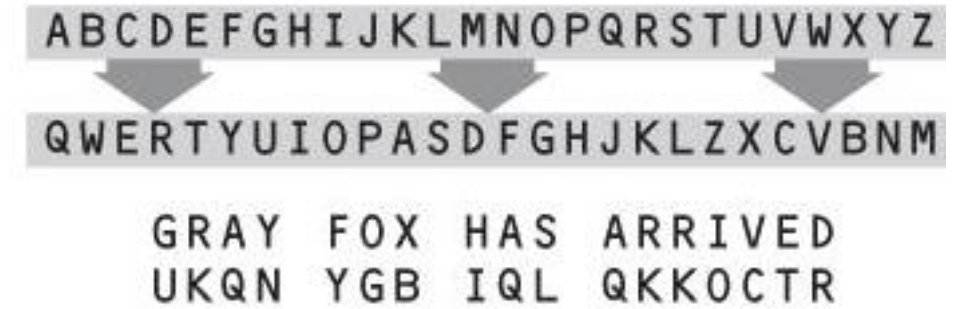 ABCDEFGHIJKLMNOPQRSTUVWXYZ
QWERTYUIOPASDFGHJKLZXCVBNM
GRAY FOX HAS ARRIVED
UKQN YGB IQL QKKOCTR